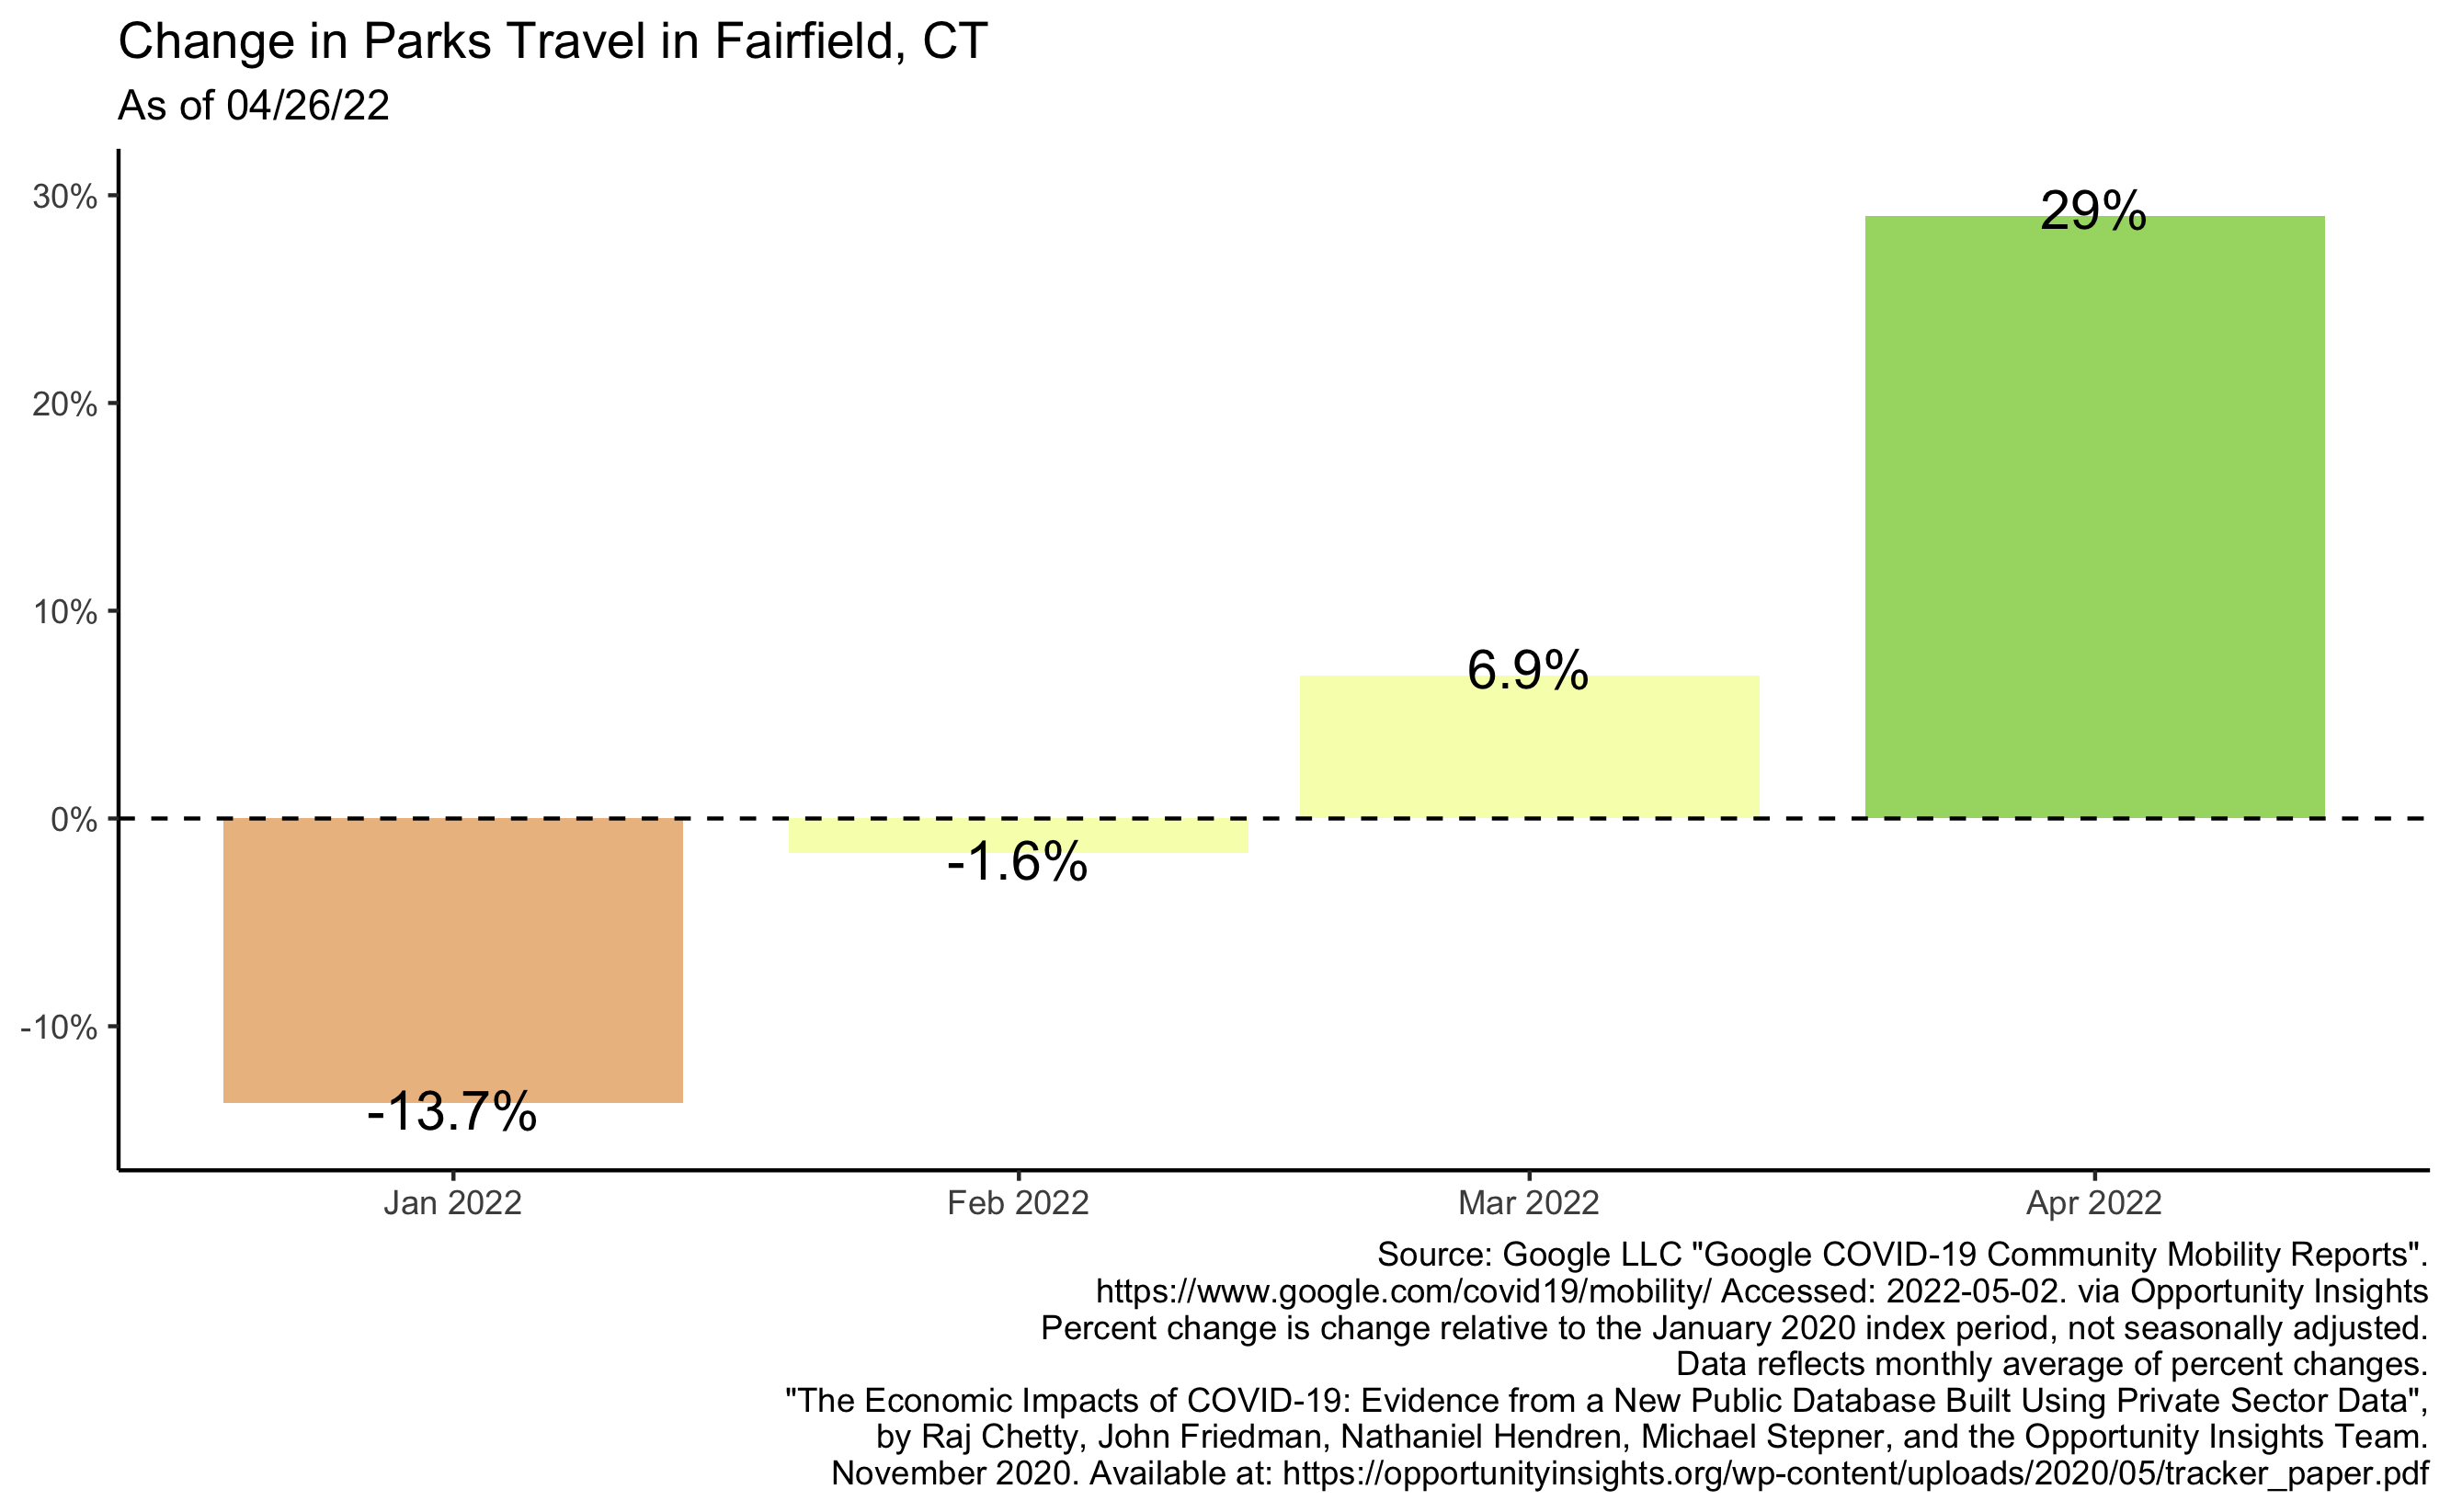 Change in Parks Travel in Fairfield, CT
As of 04/26/22
30%
20%
10%
0%
-10%
-13.7%
-1.6%
6.9%
29%
Jan 2022
Feb 2022
Mar 2022
Apr 2022
Source: Google LLC "Google COVID-19 Community Mobility Reports".
https://www.google.com/covid19/mobility/ Accessed: 2022-05-02. via Opportunity Insights
Percent change is change relative to the January 2020 index period, not seasonally adjusted.
Data reflects monthly average of percent changes.
"The Economic Impacts of COVID-19: Evidence from a New Public Database Built Using Private Sector Data",
by Raj Chetty, John Friedman, Nathaniel Hendren, Michael Stepner, and the Opportunity Insights Team.
November 2020. Available at: https://opportunityinsights.org/wp-content/uploads/2020/05/tracker_paper.pdf